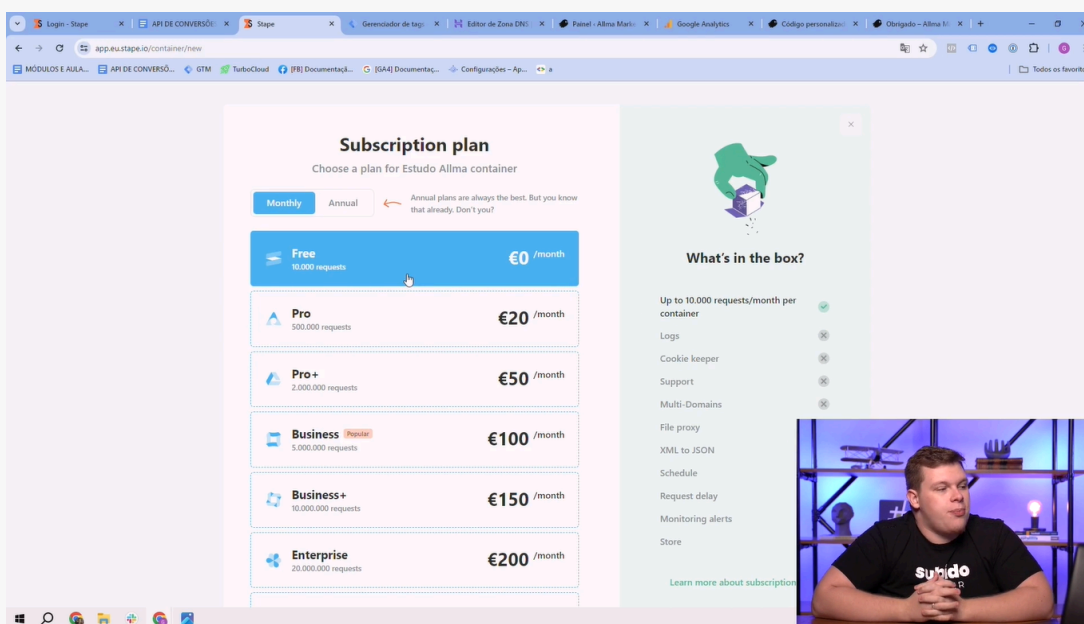 Login - Stape
API DE CONVERSÕES
Stape
Gerenciador de tags
Editor de Zona DNS
Painel - Allma Marke
Google Analytics
Código personalizad
Obrigado – Allma M
app.eu.stape.io/container/new
MÓDULOS E AULA...
API DE CONVERSÕ...
GTM
TurboCloud
[FB] Documentaçã...
[GA4] Documentaç...
Configurações – Ap...
a
Todos os favorito
Subscription plan
Choose a plan for Estudo Allma container
Monthly
Annual
Annual plans are always the best. But you know
that already. Don't you?
Free
10.000 requests
€0 /month
Pro
500.000 requests
€20 /month
Pro+
2.000.000 requests
€50 /month
Business Popular
5.000.000 requests
€100 /month
Business+
10.000.000 requests
€150 /month
Enterprise
20.000.000 requests
€200 /month
What's in the box?
Up to 10.000 requests/month per
container
Logs
Cookie keeper
Support
Multi-Domains
File proxy
XML to JSON
Schedule
Request delay
Monitoring alerts
Store
Learn more about subscription
#